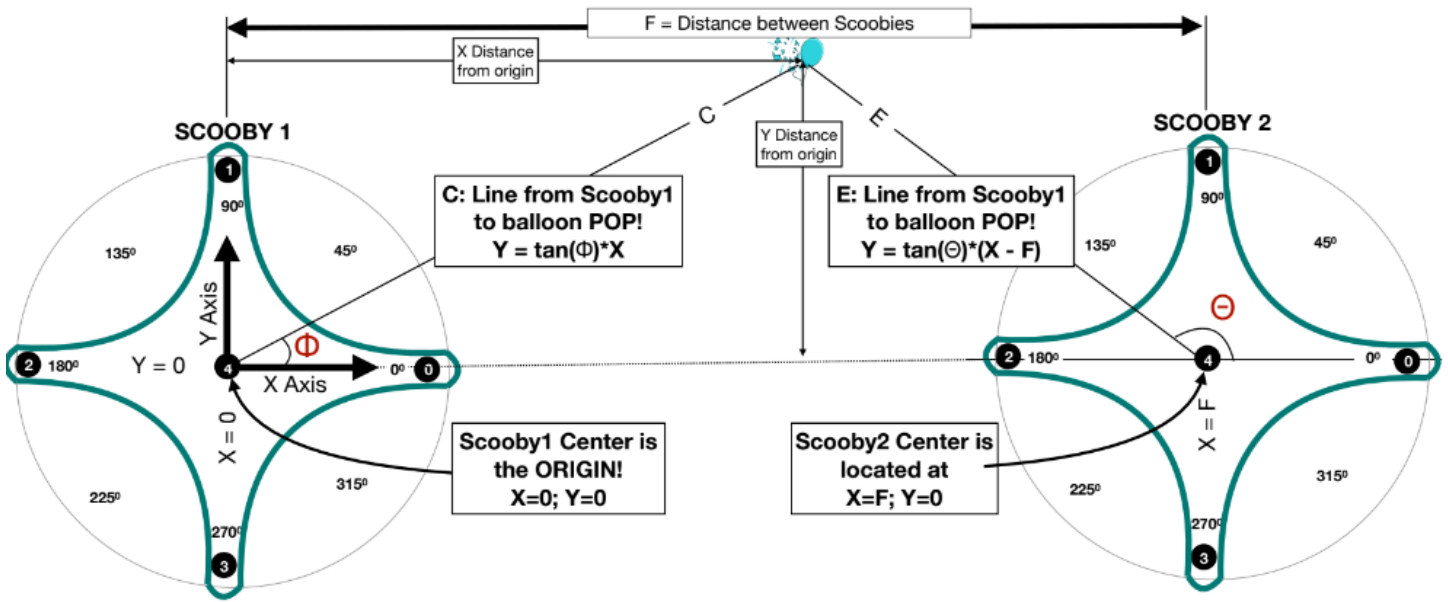 F = Distance between Scoobies
X Distance
from origin
C
E
Y Distance
from origin
SCOOBY 1
SCOOBY 2
C: Line from Scooby1
to balloon POP!
Y = tan(Φ)*X
E: Line from Scooby1
to balloon POP!
Y = tan(Θ)*(X - F)
1
90⁰
135⁰
45⁰
Y Axis
Φ
2
180⁰
Y = 0
4
X Axis
0⁰
0
X = 0
225⁰
315⁰
270⁰
3
Scooby1 Center is
the ORIGIN!
X=0; Y=0
Scooby2 Center is
located at
X=F; Y=0
1
90⁰
135⁰
45⁰
Θ
2
180⁰
4
0⁰
0
X = F
225⁰
315⁰
270⁰
3